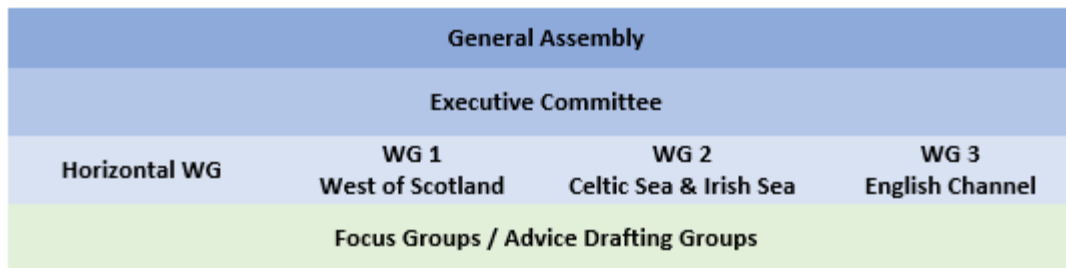 General Assembly
Executive Committee
Horizontal WG
WG 1
West of Scotland
WG 2
Celtic Sea & Irish Sea
WG 3
English Channel
Focus Groups / Advice Drafting Groups